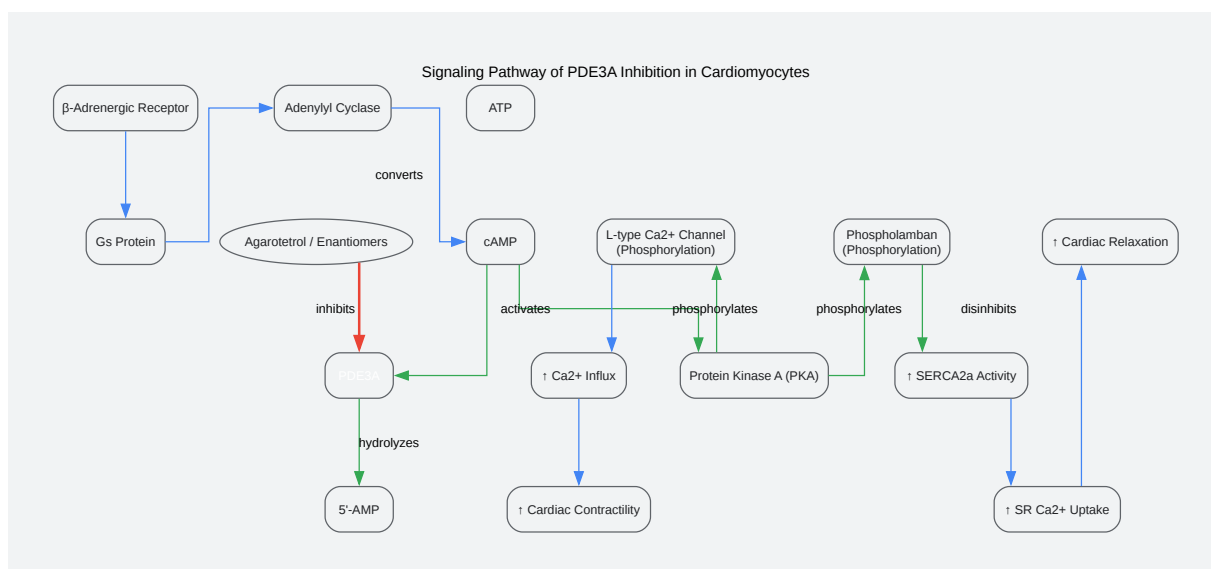 Signaling Pathway of PDE3A Inhibition in Cardiomyocytes
β-Adrenergic Receptor
Adenylyl Cyclase
ATP
converts
Gs Protein
Agarotetrol / Enantiomers
cAMP
L-type Ca2+ Channel
(Phosphorylation)
Phospholamban
(Phosphorylation)
↑ Cardiac Relaxation
inhibits
activates
phosphorylates
phosphorylates
disinhibits
PDE3A
↑ Ca2+ Influx
Protein Kinase A (PKA)
↑ SERCA2a Activity
hydrolyzes
5'-AMP
↑ Cardiac Contractility
↑ SR Ca2+ Uptake